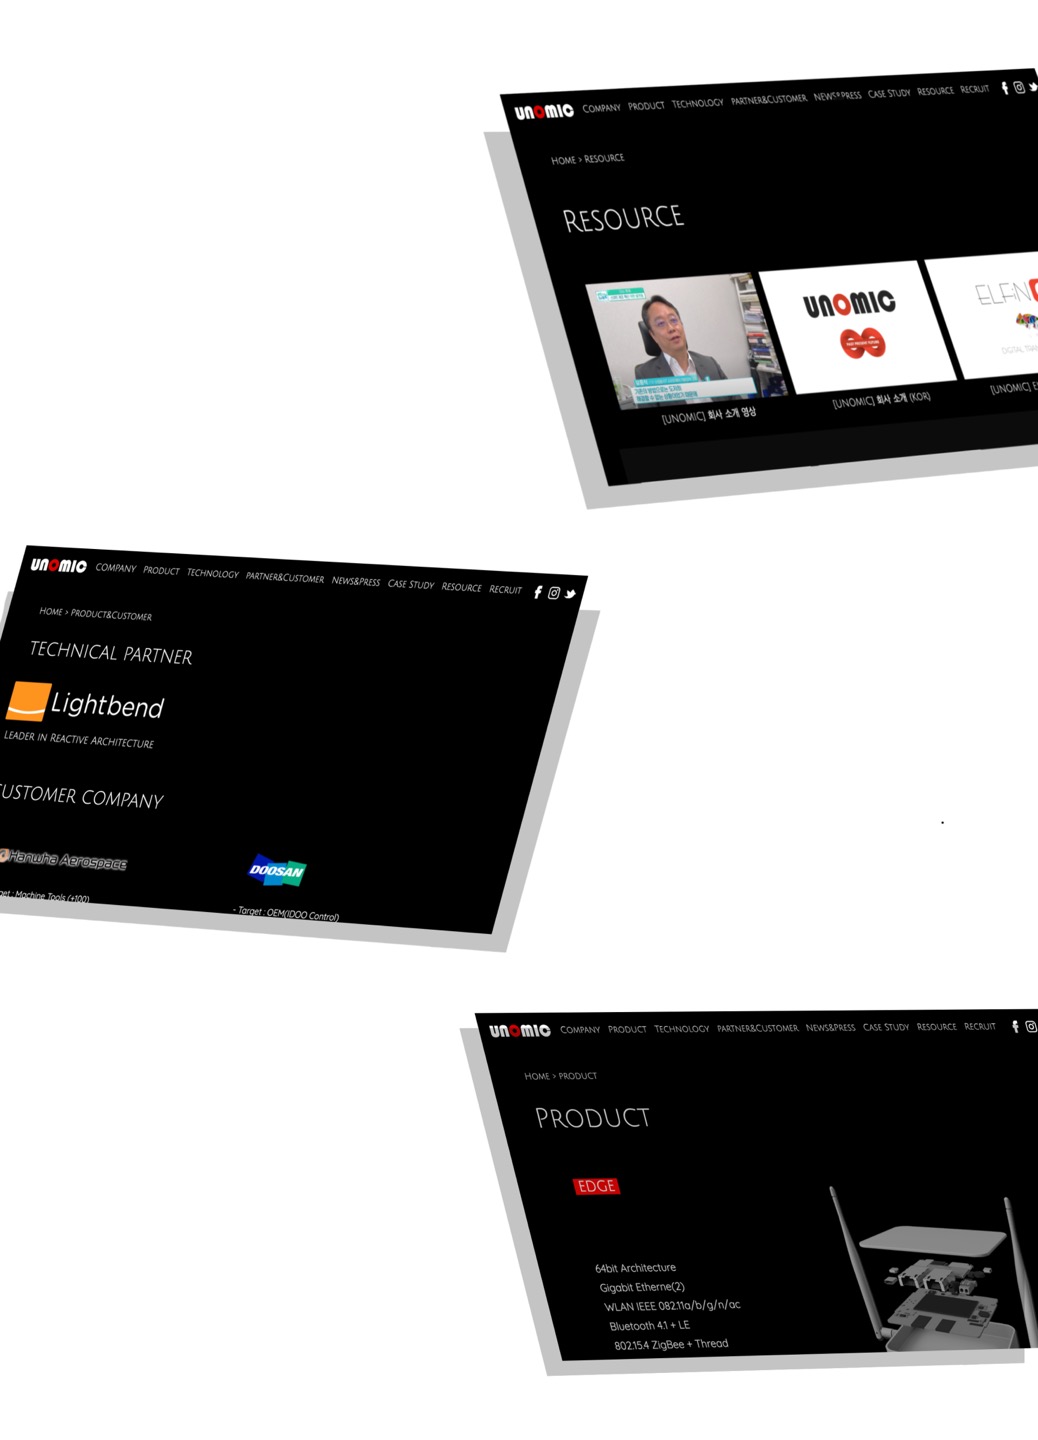 UNOMIC COMPANY PRODUCT TECHNOLOGY PARTNER&CUSTOMER NEWS&PRESS CASE STUDY RESOURCE RECRUIT
HOME > RESOURCE
RESOURCE
UNOMIC
ELFIN
[UNOMIC] 회사 소개 영상
[UNOMIC] 회사 소개 (KOR)
[UNOMIC]
UNOMIC COMPANY PRODUCT TECHNOLOGY PARTNER&CUSTOMER NEWS&PRESS CASE STUDY RESOURCE RECRUIT
HOME > PRODUCT&CUSTOMER
TECHNICAL PARTNER
Lightbend
LEADER IN REACTIVE ARCHITECTURE
CUSTOMER COMPANY
Hanwha Aerospace
DOOSAN
get : Machine Tools (+100)
- Target : OEM(IDOO Control)
UNOMIC COMPANY PRODUCT TECHNOLOGY PARTNER&CUSTOMER NEWS&PRESS CASE STUDY RESOURCE RECRUIT
HOME > PRODUCT
PRODUCT
EDGE
64bit Architecture
Gigabit Etherne(2)
WLAN IEEE 082.11a/b/g/n/ac
Bluetooth 4.1 + LE
802.15.4 ZigBee + Thread